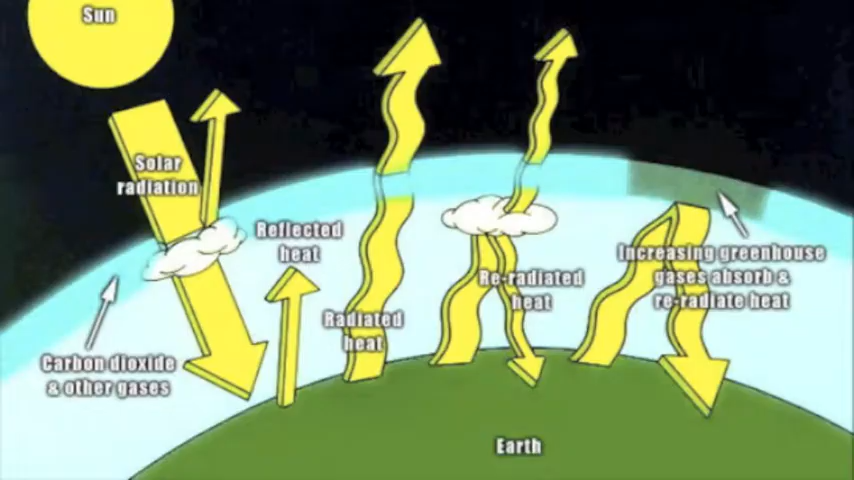 Sun
Solar
radiation
Reflected
heat
Radiated
heat
Re-radiated
heat
Increasing greenhouse
gases absorb &
re-radiate heat
Carbon dioxide
& other gases
Earth